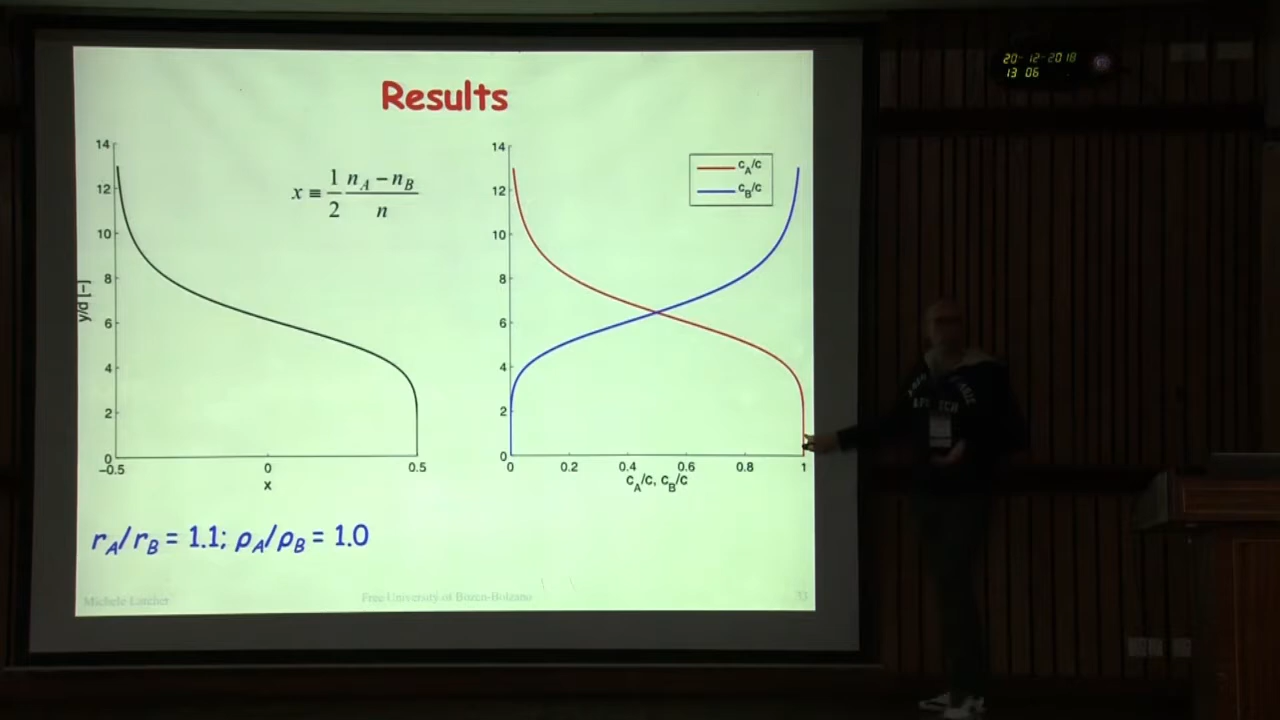 Results
14
12
10
8
6
4
2
0
y/d [–]
–0.5
0
0.5
x
x ≡ 1/2 (n_A − n_B)/n
14
12
10
8
6
4
2
0
0
0.2
0.4
0.6
0.8
1
c_A/c, c_B/c
c_A/c
c_B/c
r_A/r_B = 1.1; ρ_A/ρ_B = 1.0
Michele Larcher
Free University of Bozen-Bolzano
33
20-12-2018
13 06